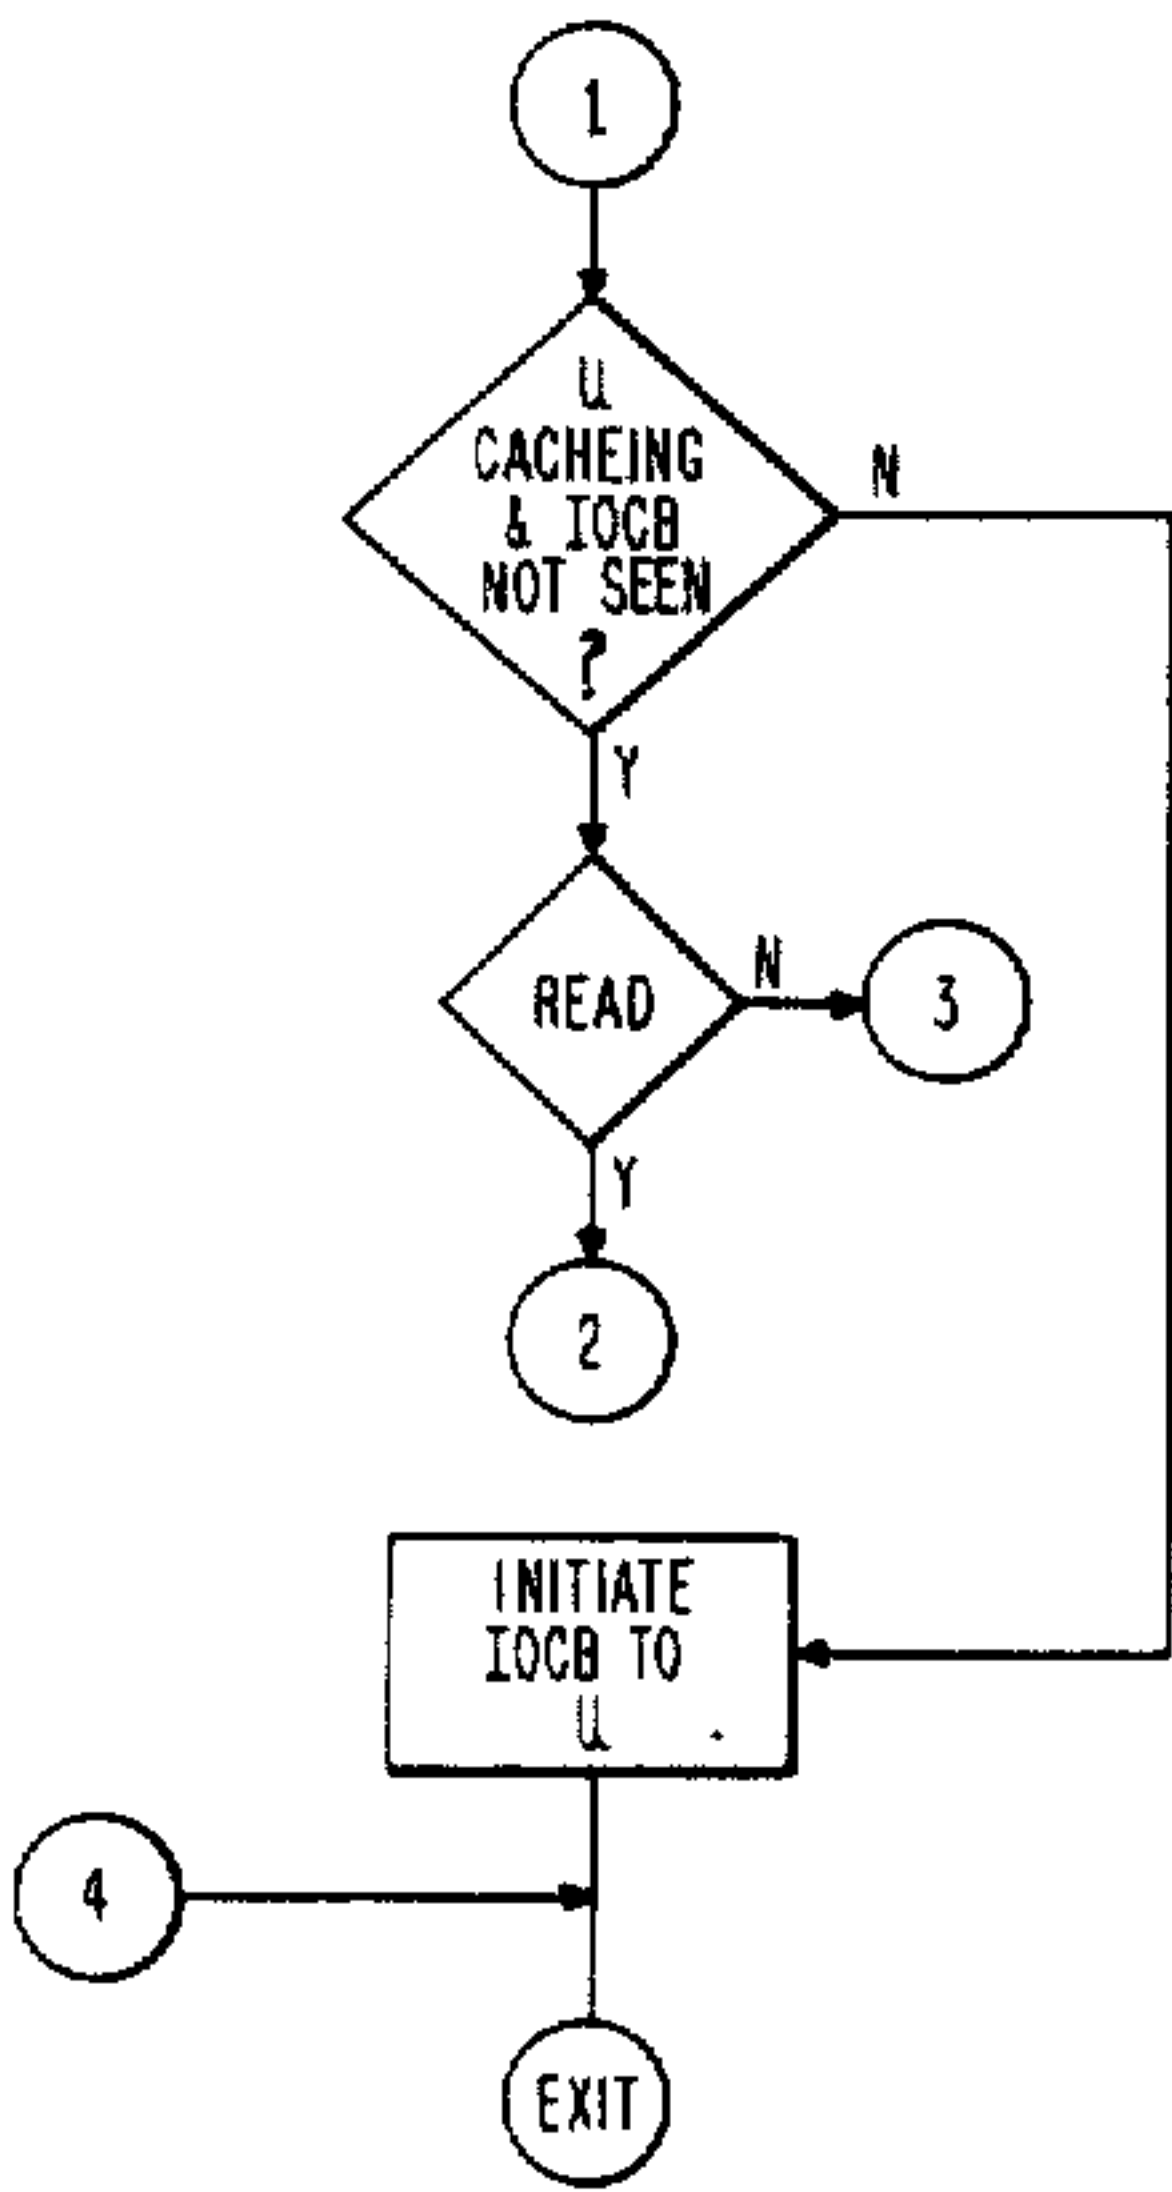 1
U
CACHEING
& IOCB
NOT SEEN
?
N
Y
READ
N
3
Y
2
INITIATE
IOCB TO
U
4
EXIT